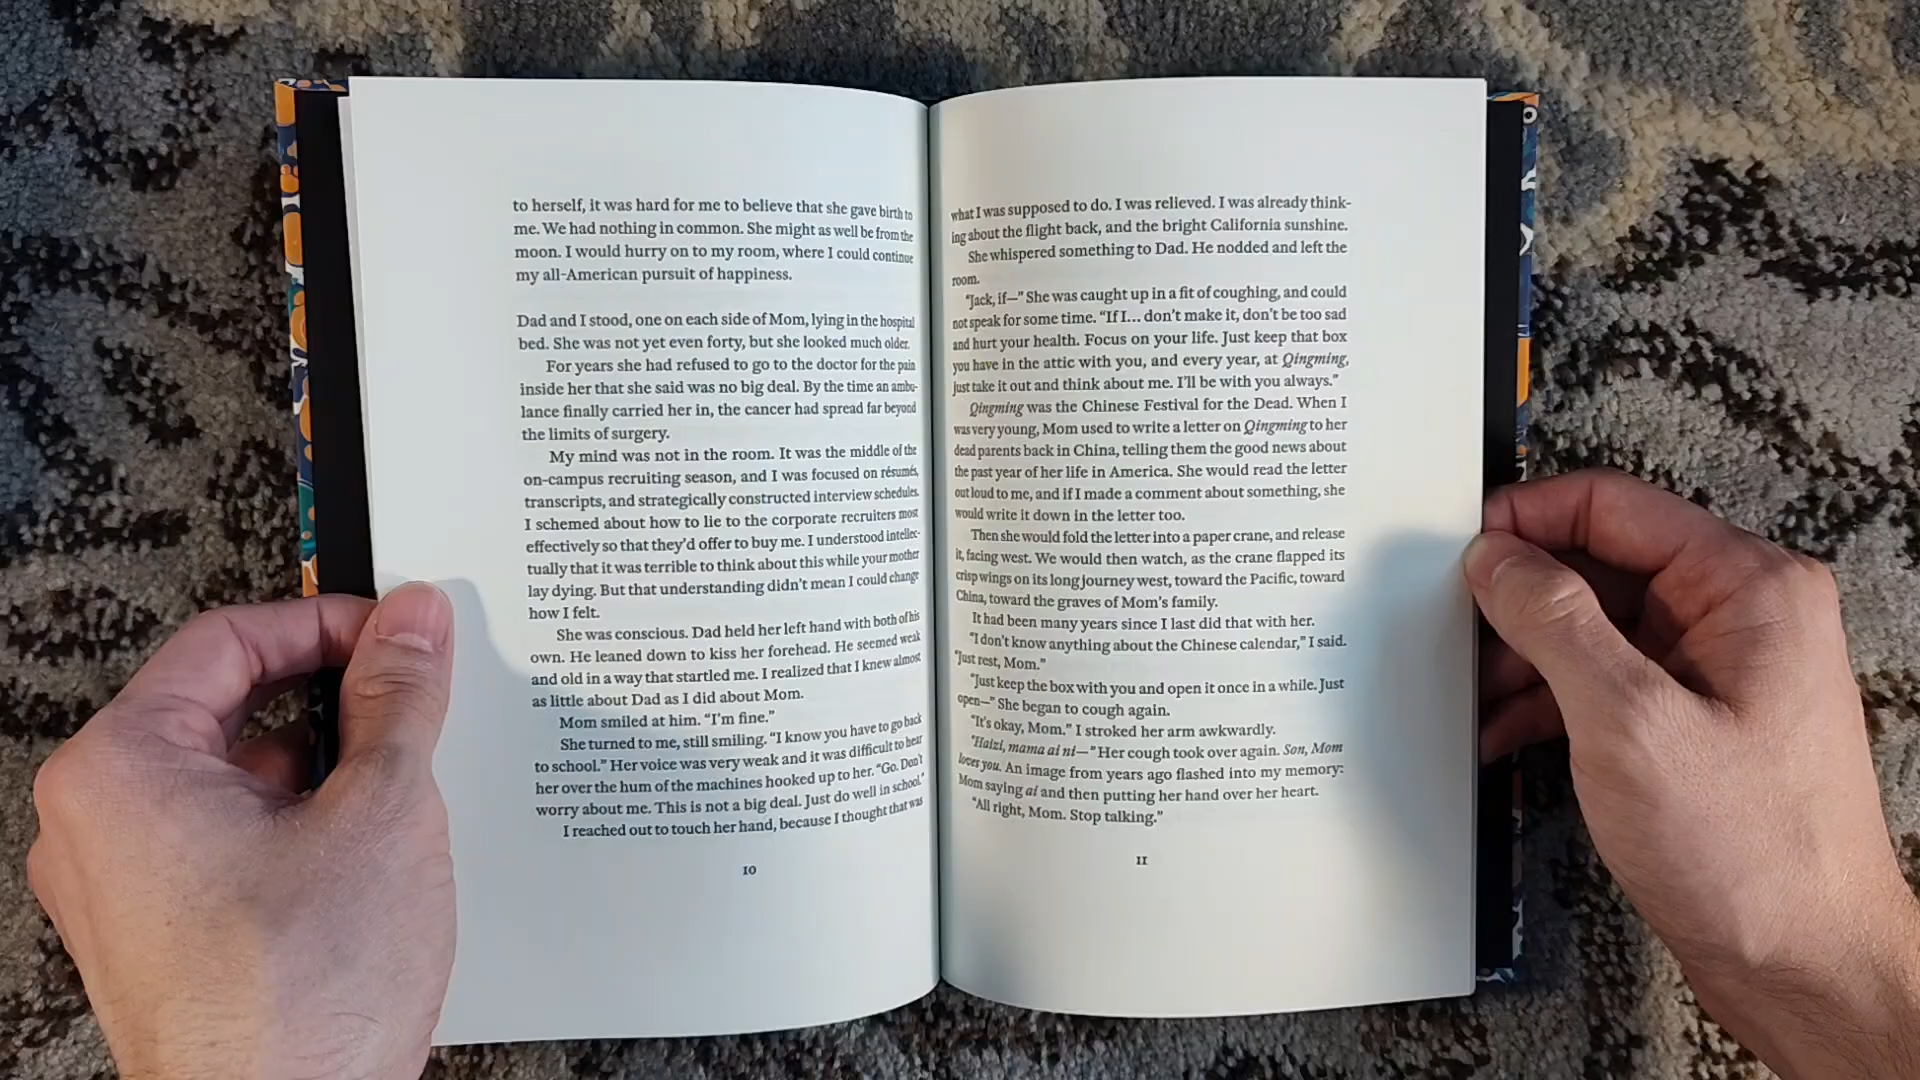 to herself, it was hard for me to believe that she gave birth to
me. We had nothing in common. She might as well be from the
moon. I would hurry on to my room, where I could continue
my all-American pursuit of happiness.
Dad and I stood, one on each side of Mom, lying in the hospital
bed. She was not yet even forty, but she looked much older.
For years she had refused to go to the doctor for the pain
inside her that she said was no big deal. By the time an ambu-
lance finally carried her in, the cancer had spread far beyond
the limits of surgery.
My mind was not in the room. It was the middle of the
on-campus recruiting season, and I was focused on résumés,
transcripts, and strategically constructed interview schedules.
I schemed about how to lie to the corporate recruiters most
effectively so that they'd offer to buy me. I understood intellec-
tually that it was terrible to think about this while your mother
lay dying. But that understanding didn't mean I could change
how I felt.
She was conscious. Dad held her left hand with both of his
own. He leaned down to kiss her forehead. He seemed weak
and old in a way that startled me. I realized that I knew almost
as little about Dad as I did about Mom.
Mom smiled at him. “I'm fine.”
She turned to me, still smiling. “I know you have to go back
to school.” Her voice was very weak and it was difficult to hear
her over the hum of the machines hooked up to her. “Go. Don't
worry about me. This is not a big deal. Just do well in school.”
I reached out to touch her hand, because I thought that was
10
what I was supposed to do. I was relieved. I was already think-
ing about the flight back, and the bright California sunshine.
She whispered something to Dad. He nodded and left the
room.
“Jack, if—” She was caught up in a fit of coughing, and could
not speak for some time. “If I... don't make it, don't be too sad
and hurt your health. Focus on your life. Just keep that box
you have in the attic with you, and every year, at Qingming,
just take it out and think about me. I'll be with you always.”
Qingming was the Chinese Festival for the Dead. When I
was very young, Mom used to write a letter on Qingming to her
dead parents back in China, telling them the good news about
the past year of her life in America. She would read the letter
out loud to me, and if I made a comment about something, she
would write it down in the letter too.
Then she would fold the letter into a paper crane, and release
it, facing west. We would then watch, as the crane flapped its
crisp wings on its long journey west, toward the Pacific, toward
China, toward the graves of Mom's family.
It had been many years since I last did that with her.
“I don't know anything about the Chinese calendar,” I said.
“Just rest, Mom.”
“Just keep the box with you and open it once in a while. Just
open—” She began to cough again.
“It's okay, Mom.” I stroked her arm awkwardly.
“Haizi, mama ai ni—” Her cough took over again. Son, Mom
loves you. An image from years ago flashed into my memory:
Mom saying ai and then putting her hand over her heart.
“All right, Mom. Stop talking.”
11